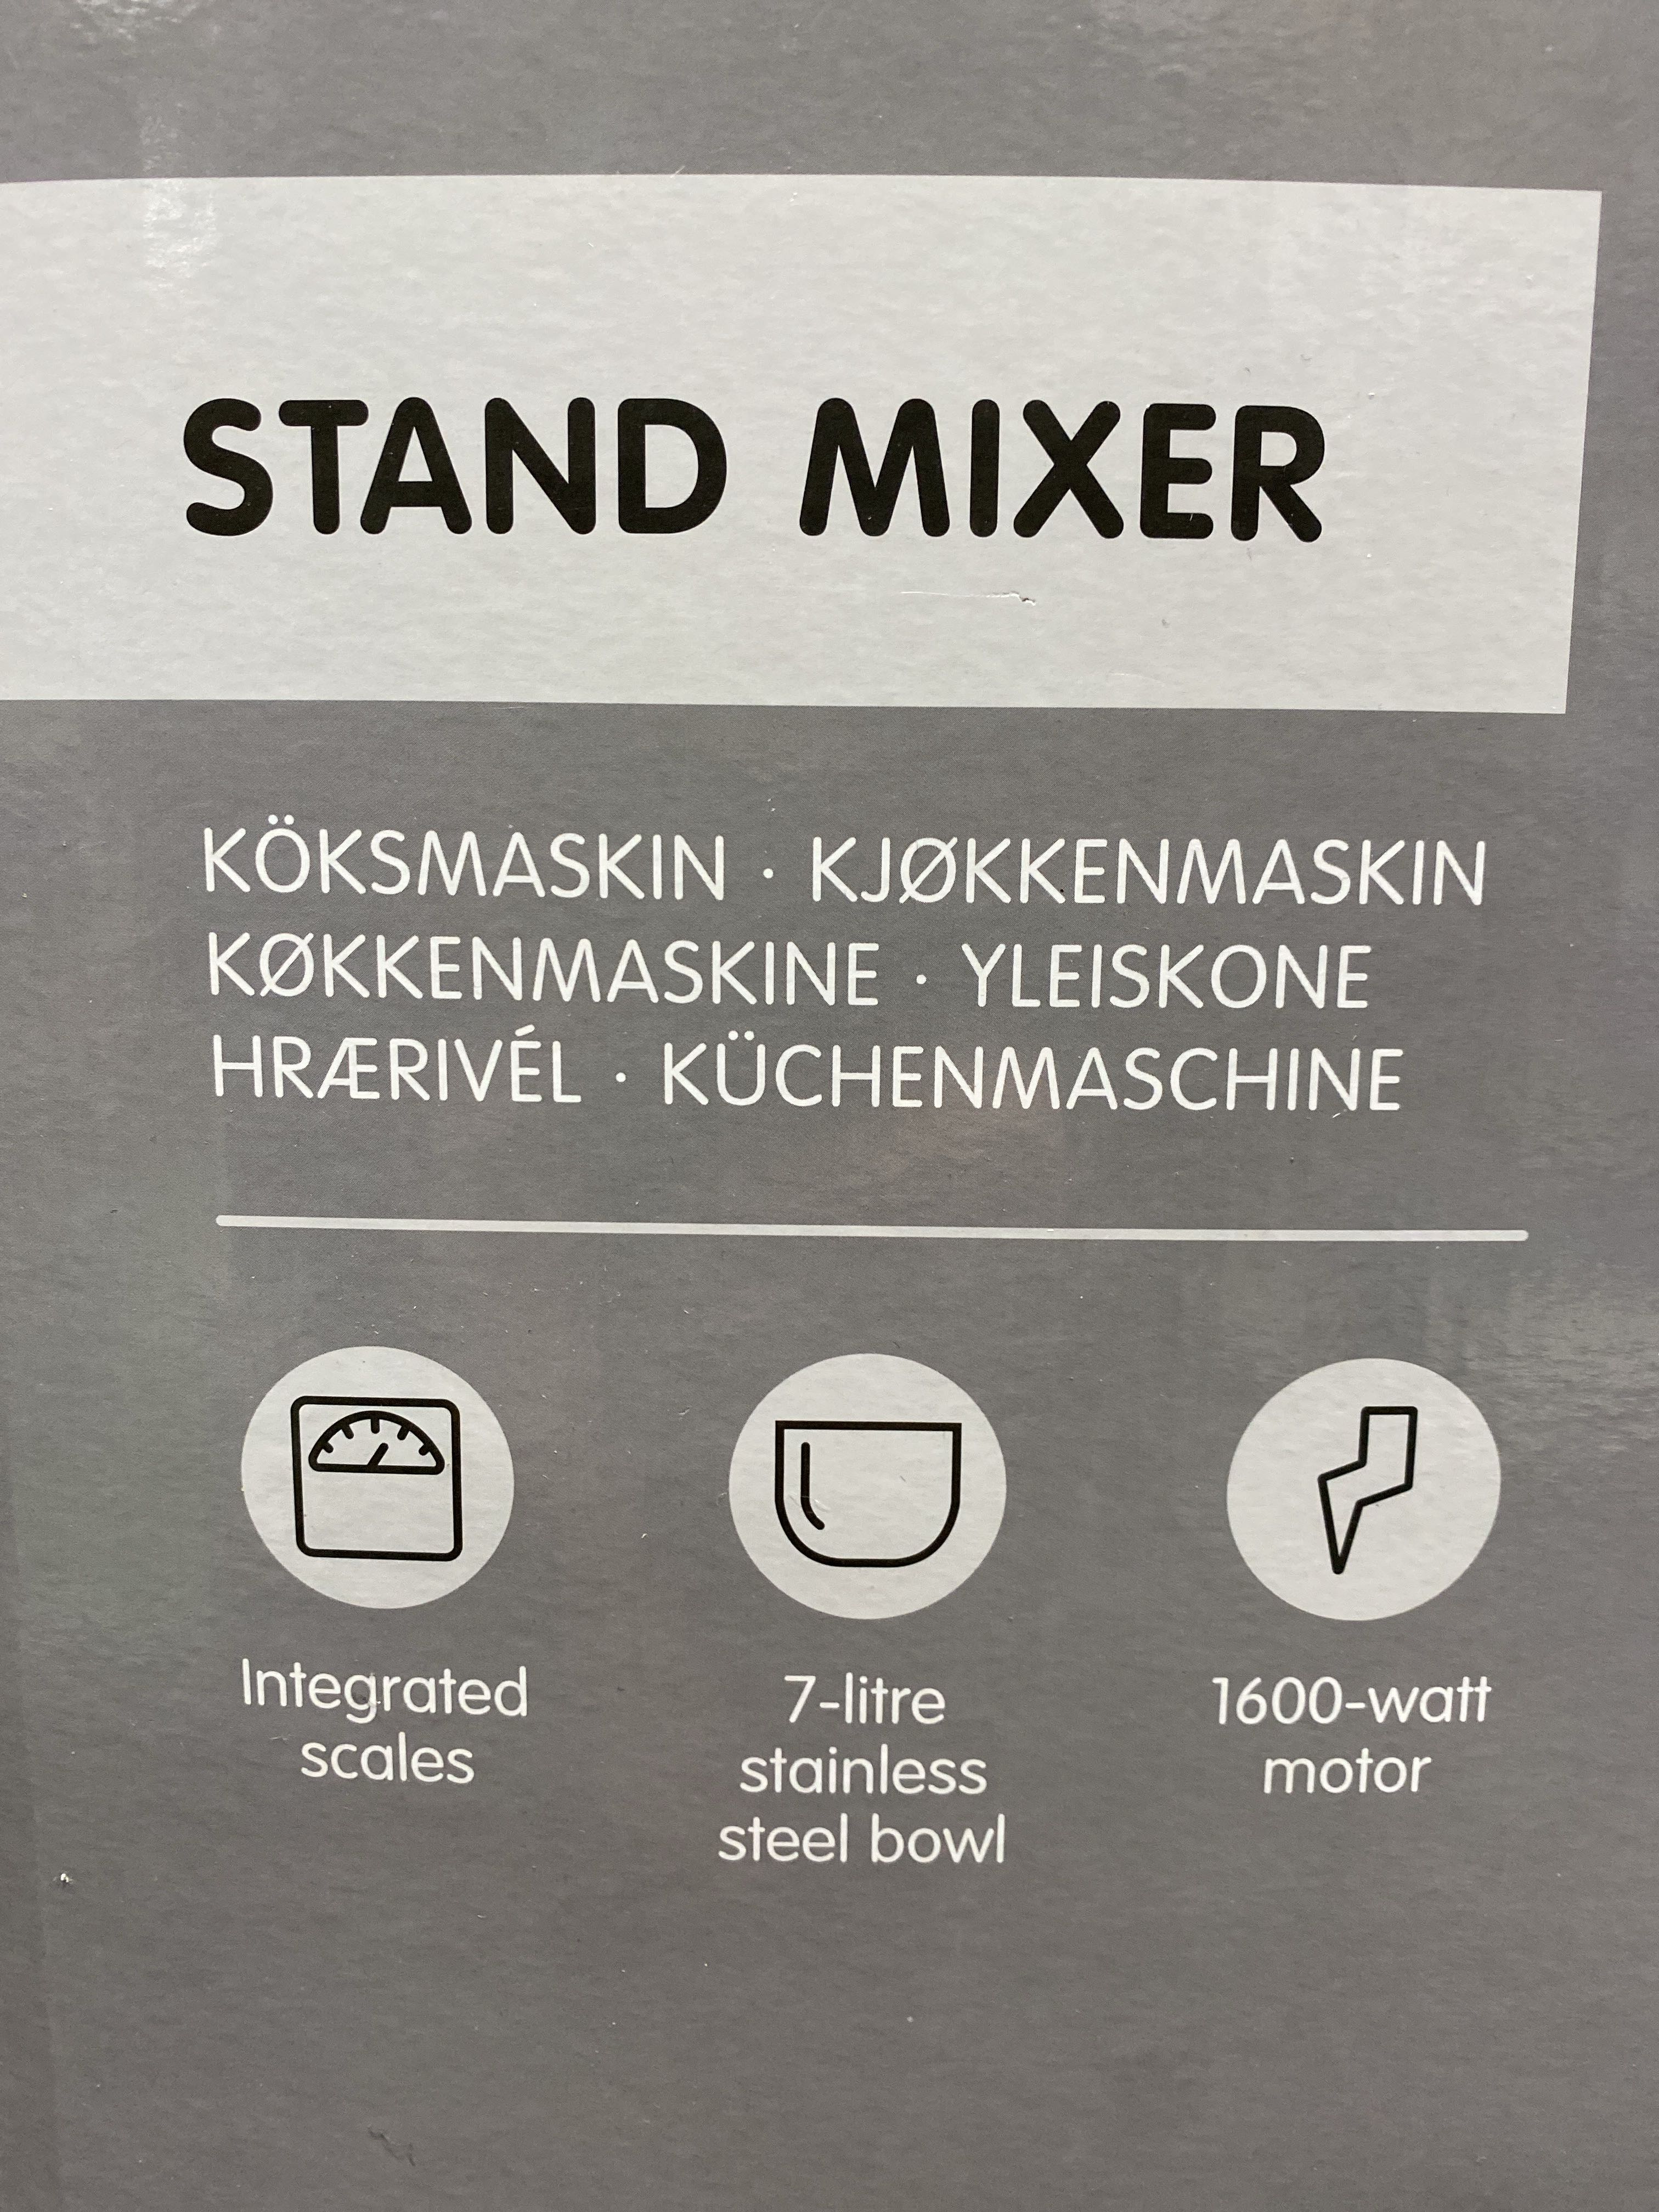 STAND MIXER
KÖKSMASKIN · KJØKKENMASKIN
KØKKENMASKINE · YLEISKONE
HRÆRIVÉL · KÜCHENMASCHINE
Integrated
scales
7-litre
stainless
steel bowl
1600-watt
motor